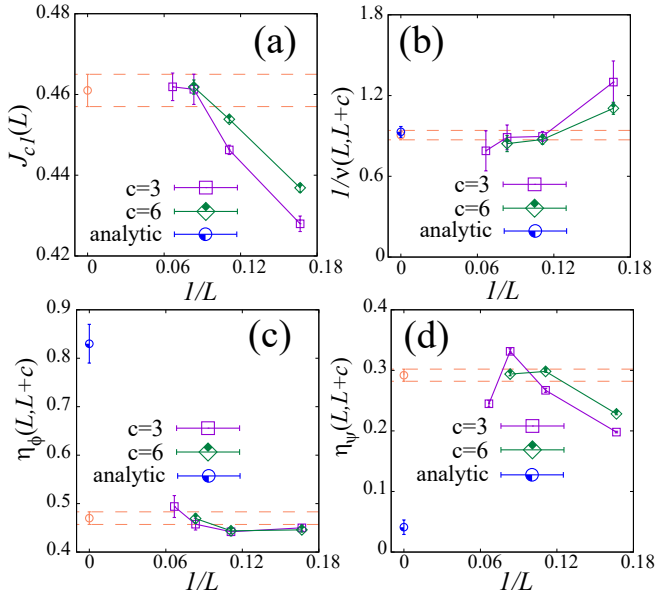 (a)
0.48
0.46
0.44
0.42
J_{c1}(L)
c=3
c=6
analytic
0 0.06 0.12 0.18
1/L
(b)
1.8
1.2
0.6
0
1/ν(L,L+c)
c=3
c=6
analytic
0 0.06 0.12 0.18
1/L
(c)
0.9
0.8
0.7
0.6
0.5
0.4
η_ϕ(L,L+c)
c=3
c=6
analytic
0 0.06 0.12 0.18
1/L
(d)
0.4
0.3
0.2
0.1
0
η_ψ(L,L+c)
c=3
c=6
analytic
0 0.06 0.12 0.18
1/L